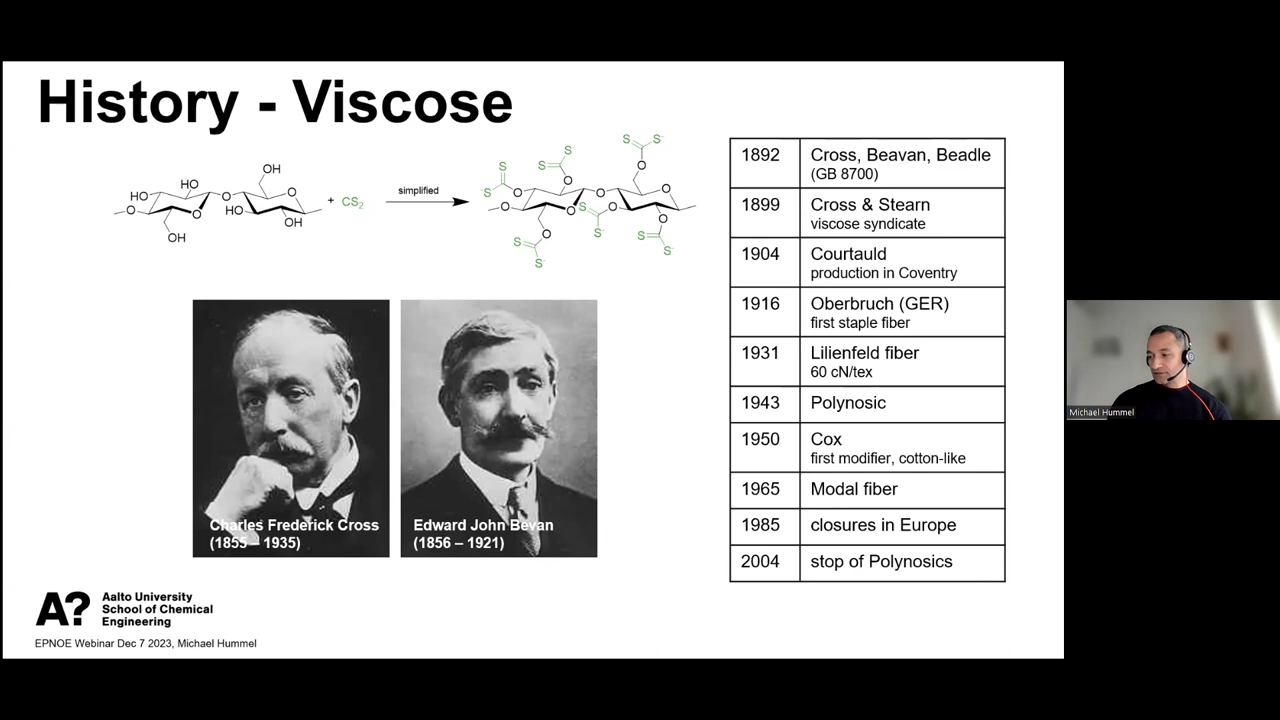 History - Viscose
OH
HO
HO
O
O
O
HO
OH
OH
+ CS2
simplified
S
S-
S
S-
S
-S
O
O
O
O
O
O
S
S-
O
S
S-
O
O
S
S-
1892 Cross, Beavan, Beadle
(GB 8700)
1899 Cross & Stearn
viscose syndicate
1904 Courtauld
production in Coventry
1916 Oberbruch (GER)
first staple fiber
1931 Lilienfeld fiber
60 cN/tex
1943 Polynosic
1950 Cox
first modifier, cotton-like
1965 Modal fiber
1985 closures in Europe
2004 stop of Polynosics
Charles Frederick Cross
(1855 – 1935)
Edward John Bevan
(1856 – 1921)
A?
Aalto University
School of Chemical
Engineering
EPNOE Webinar Dec 7 2023, Michael Hummel
Michael Hummel